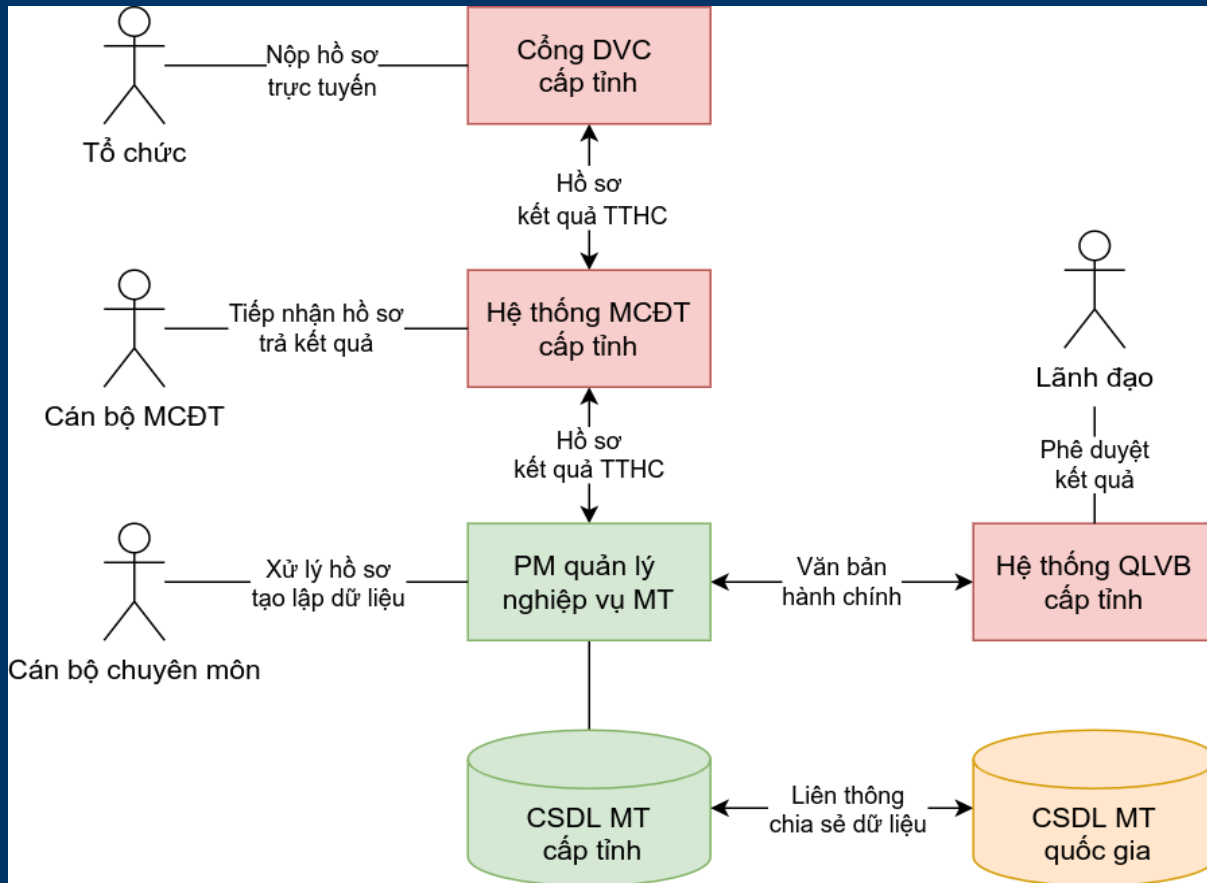 Nộp hồ sơ
trực tuyến
Cổng DVC
cấp tỉnh
Tổ chức
Hồ sơ
kết quả TTHC
Tiếp nhận hồ sơ
trả kết quả
Hệ thống MCĐT
cấp tỉnh
Cán bộ MCĐT
Lãnh đạo
Hồ sơ
kết quả TTHC
Phê duyệt
kết quả
Xử lý hồ sơ
tạo lập dữ liệu
PM quản lý
nghiệp vụ MT
Văn bản
hành chính
Hệ thống QLVB
cấp tỉnh
Cán bộ chuyên môn
CSDL MT
cấp tỉnh
Liên thông
chia sẻ dữ liệu
CSDL MT
quốc gia